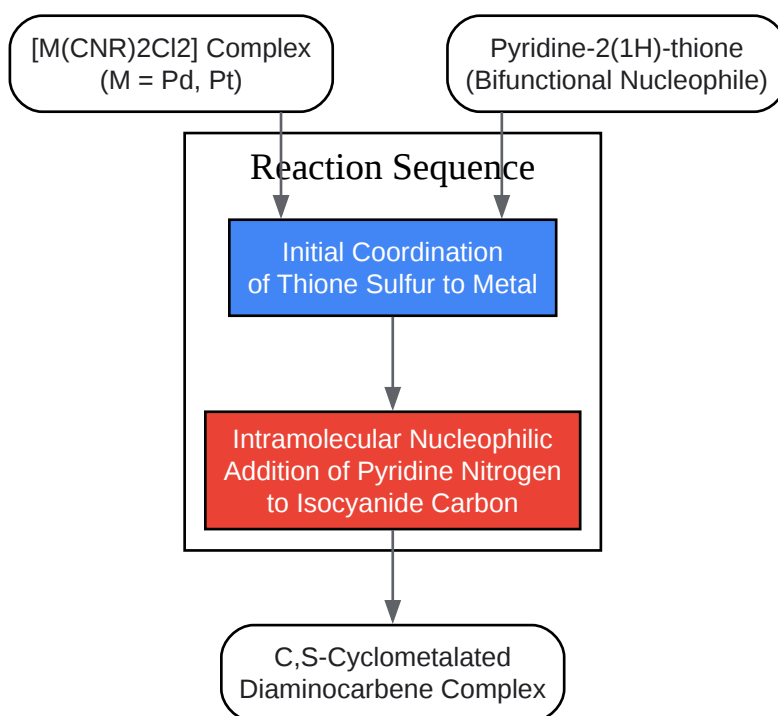 [M(CNR)2Cl2] Complex
(M = Pd, Pt)
Pyridine-2(1H)-thione
(Bifunctional Nucleophile)
Reaction Sequence
Initial Coordination
of Thione Sulfur to Metal
Intramolecular Nucleophilic
Addition of Pyridine Nitrogen
to Isocyanide Carbon
C,S-Cyclometalated
Diaminocarbene Complex